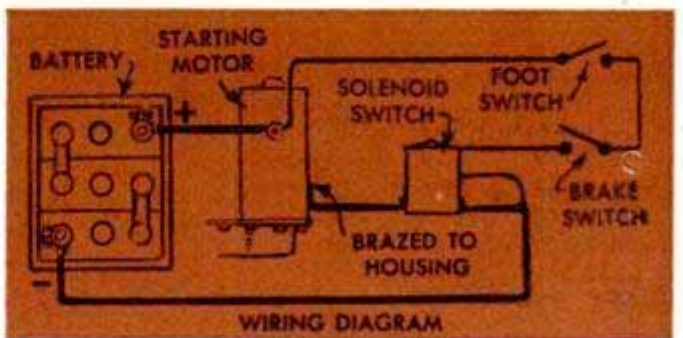 BATTERY
STARTING
MOTOR
+
SOLENOID
SWITCH
FOOT
SWITCH
BRAKE
SWITCH
BRAZED TO
HOUSING
-
WIRING DIAGRAM